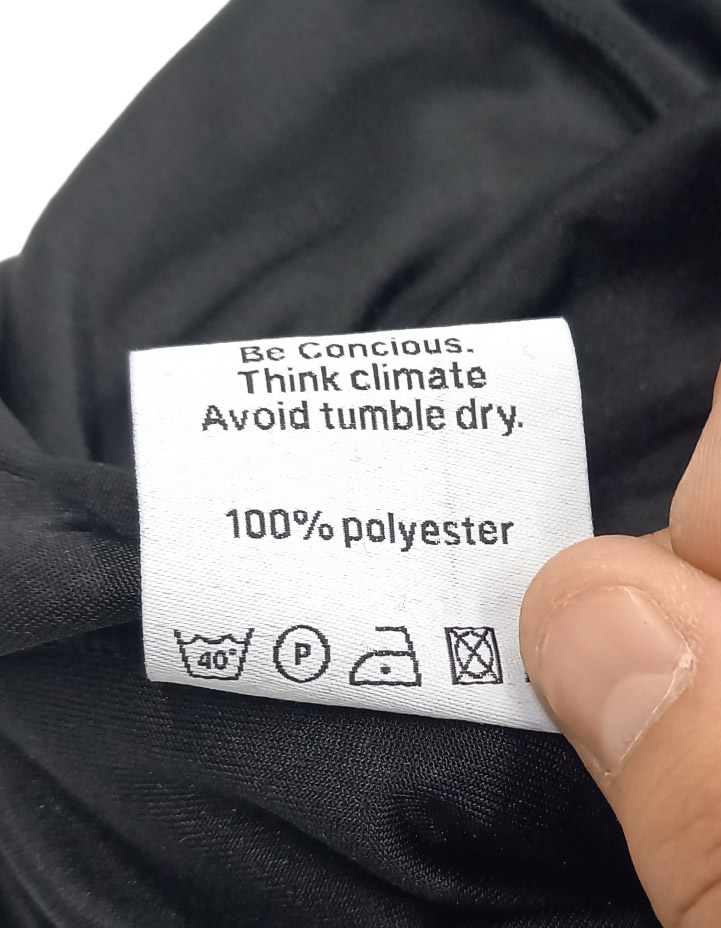 Be Concious.
Think climate
Avoid tumble dry.
100% polyester
40° P